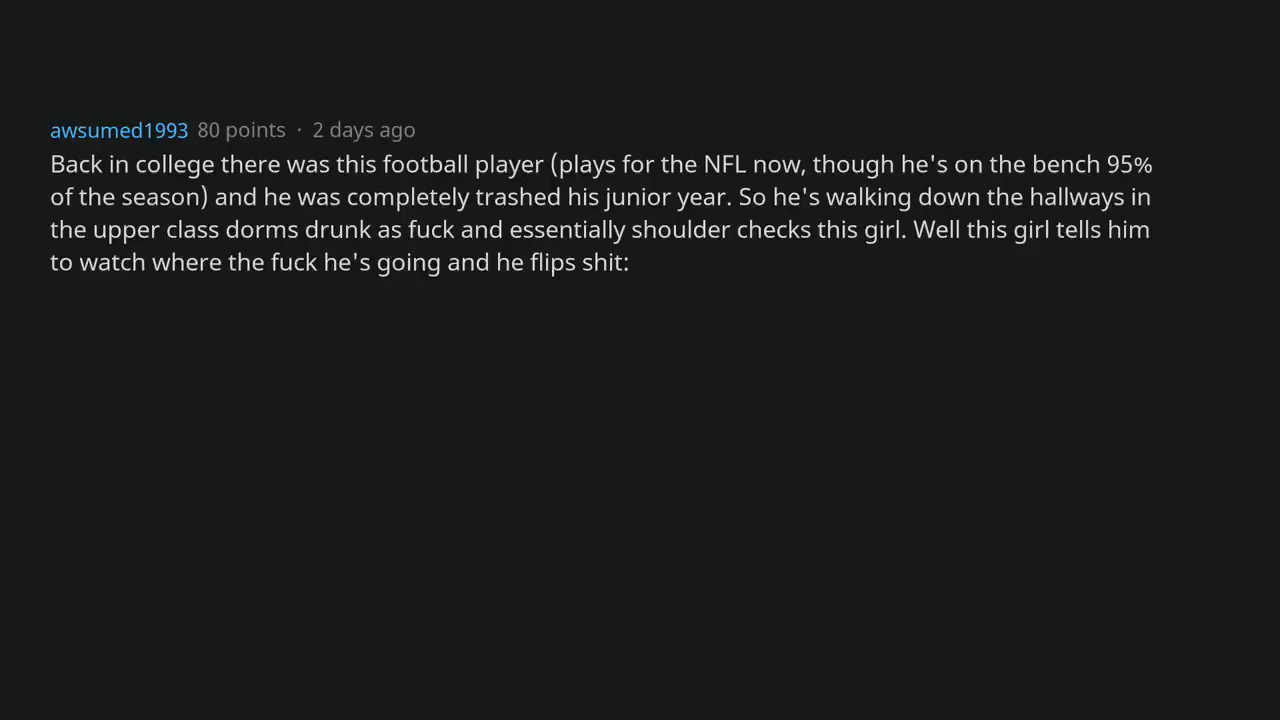 awsumed1993 80 points · 2 days ago
Back in college there was this football player (plays for the NFL now, though he's on the bench 95%
of the season) and he was completely trashed his junior year. So he's walking down the hallways in
the upper class dorms drunk as fuck and essentially shoulder checks this girl. Well this girl tells him
to watch where the fuck he's going and he flips shit: